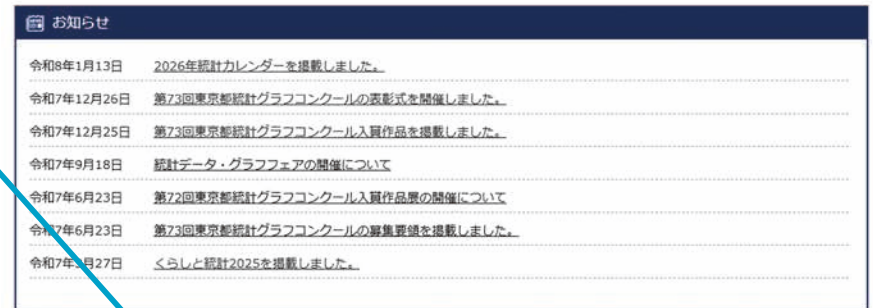 お知らせ
令和8年1月13日 2026年統計カレンダーを掲載しました。
令和7年12月26日 第73回東京都統計グラフコンクールの表彰式を開催しました。
令和7年12月25日 第73回東京都統計グラフコンクール入賞作品を掲載しました。
令和7年9月18日 統計データ・グラフフェアの開催について
令和7年6月23日 第72回東京都統計グラフコンクール入賞作品展の開催について
令和7年6月23日 第73回東京都統計グラフコンクールの募集要領を掲載しました。
令和7年 月27日 くらしと統計2025を掲載しました。